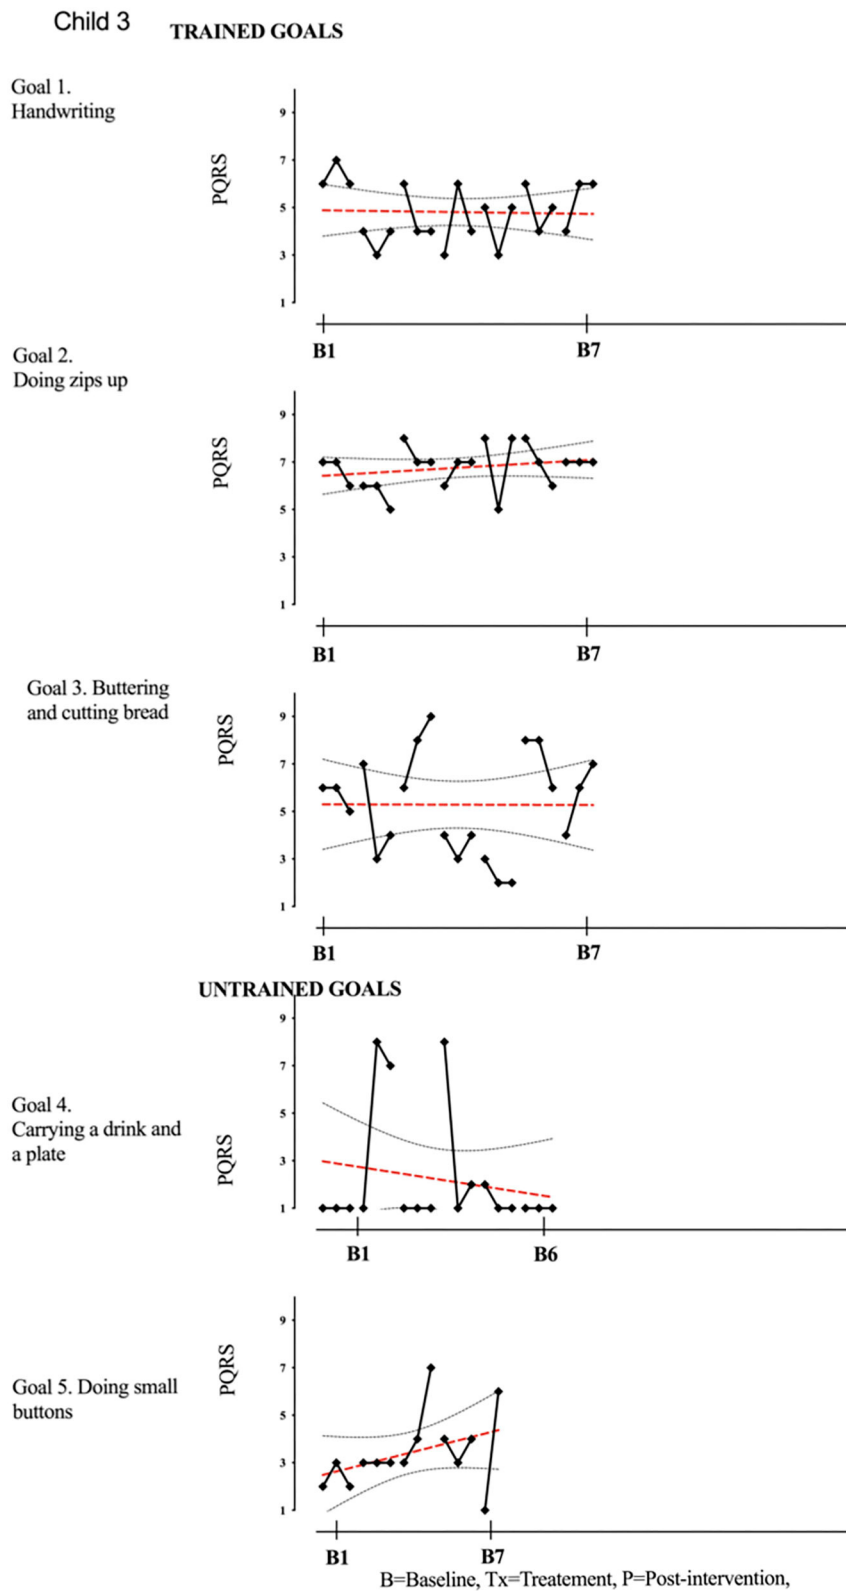 Child 3
TRAINED GOALS
Goal 1.
Handwriting
PQRS
9
7
5
3
1
B1 B7
Goal 2.
Doing zips up
PQRS
9
7
5
3
1
B1 B7
Goal 3. Buttering
and cutting bread
PQRS
9
7
5
3
1
B1 B7
UNTRAINED GOALS
Goal 4.
Carrying a drink and
a plate
PQRS
9
7
5
3
1
B1 B6
Goal 5. Doing small
buttons
PQRS
9
7
5
3
1
B1 B7
B=Baseline, Tx=Treatement, P=Post-intervention,